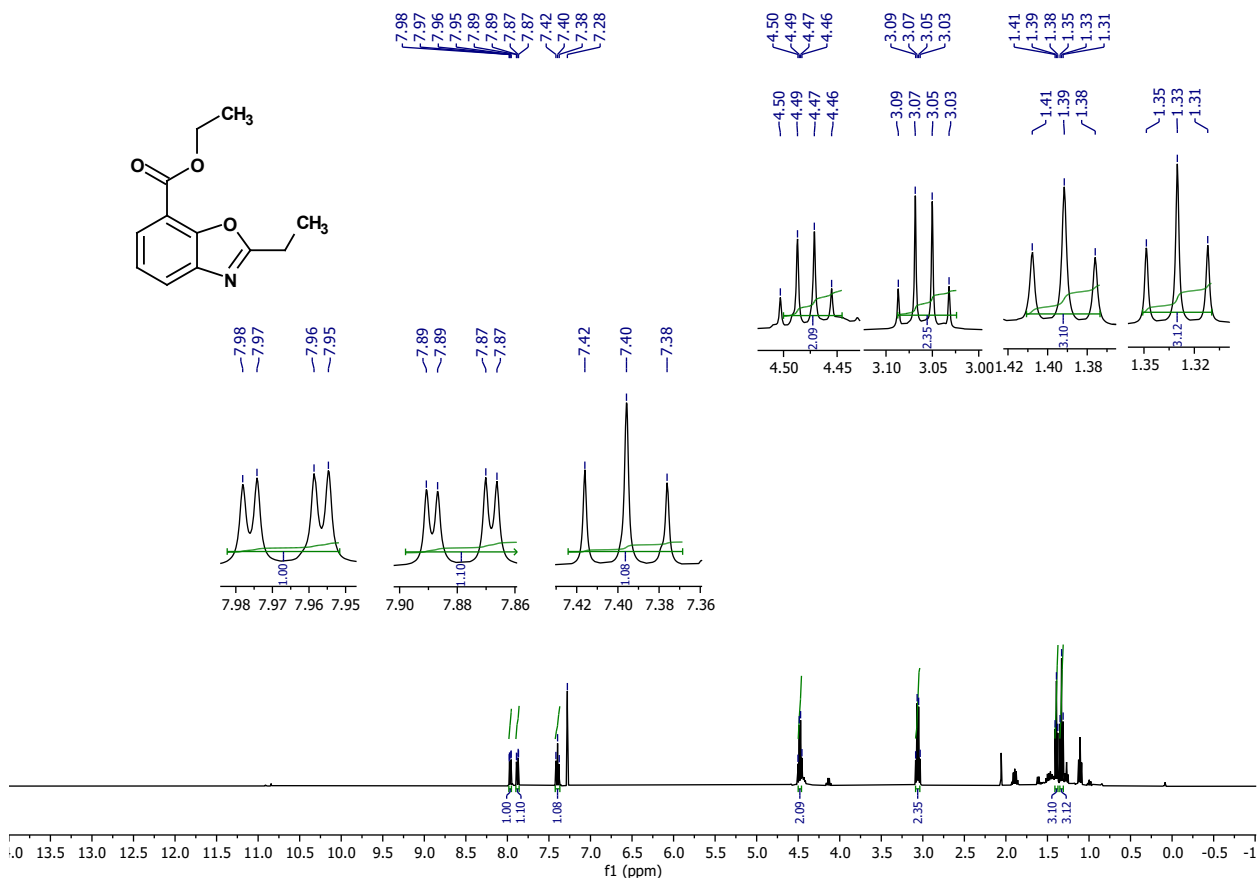 7.98 7.97 7.96 7.95 7.89 7.89 7.87 7.87 7.42 7.40 7.38 7.28 4.50 4.49 4.47 4.46 3.09 3.07 3.05 3.03 1.41 1.39 1.38 1.35 1.33 1.31
4.50 4.49 4.47 4.46 3.09 3.07 3.05 3.03 1.41 1.39 1.38 1.35 1.33 1.31
CH3
O
O
O
CH3
N
2.09 2.35 3.10 3.12
4.50 4.45 3.10 3.05 3.00 1.42 1.40 1.38 1.35 1.32
7.98 7.97 7.96 7.95 7.89 7.89 7.87 7.87 7.42 7.40 7.38
1.00 1.10 1.08
7.98 7.97 7.96 7.95 7.90 7.88 7.86 7.42 7.40 7.38 7.36
1.00 1.10 1.08 2.09 2.35 3.10 3.12
13.5 13.0 12.5 12.0 11.5 11.0 10.5 10.0 9.5 9.0 8.5 8.0 7.5 7.0 6.5 6.0 5.5 5.0 4.5 4.0 3.5 3.0 2.5 2.0 1.5 1.0 0.5 0.0 -0.5
f1 (ppm)